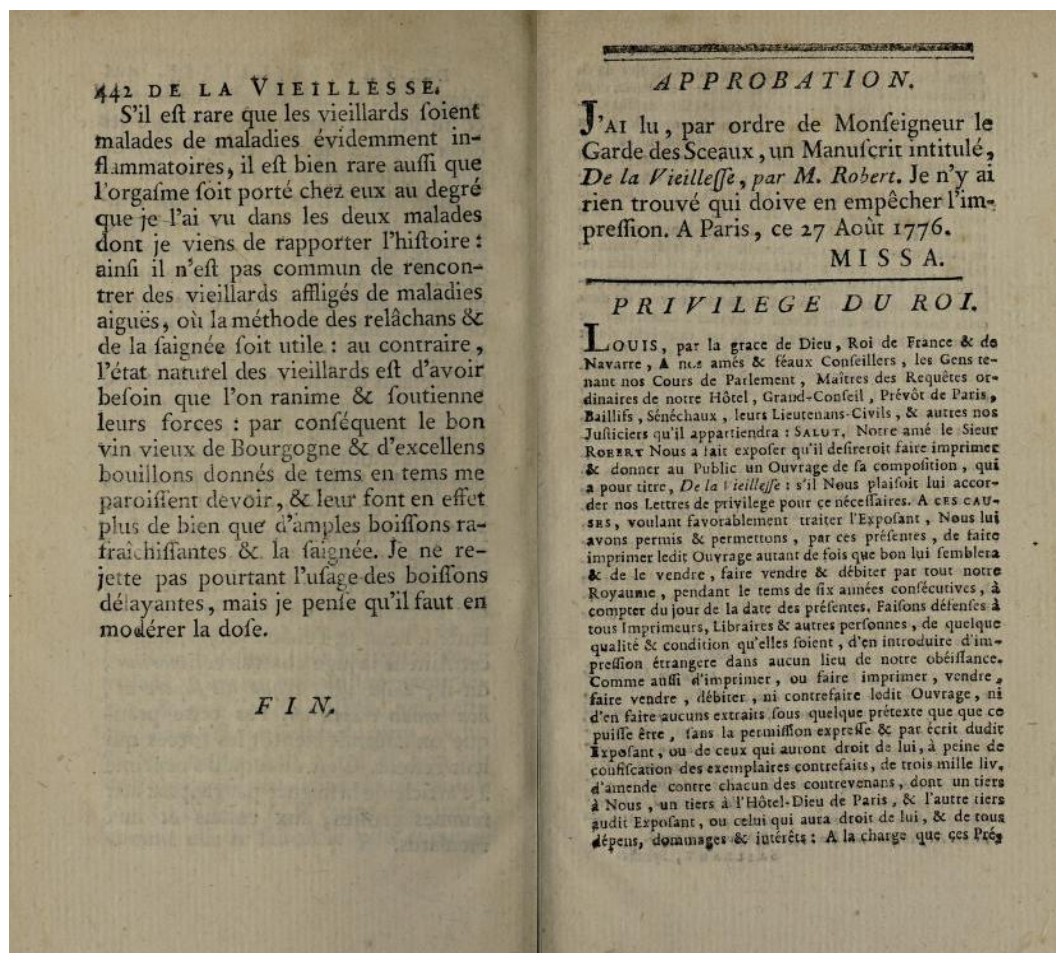 442 DE LA VIEILLESSE.
S'il eſt rare que les vieillards ſoient
malades de maladies évidemment in-
flammatoires, il eſt bien rare auſſi que
l'orgaſme ſoit porté chez eux au degré
que je l'ai vu dans les deux malades
dont je viens de rapporter l'hiſtoire :
ainſi il n'eſt pas commun de rencon-
trer des vieillards affligés de maladies
aiguës, où la méthode des relâchans &
de la ſaignée ſoit utile : au contraire,
l'état naturel des vieillards eſt d'avoir
beſoin que l'on ranime & ſoutienne
leurs forces : par conſéquent le bon
vin vieux de Bourgogne & d'excellens
bouillons donnés de tems en tems me
paroiſſent devoir, & leur font en effet
plus de bien que d'amples boiſſons ra-
fraîchiſſantes & la ſaignée. Je ne re-
jette pas pourtant l'uſage des boiſſons
délayantes, mais je penſe qu'il faut en
modérer la doſe.
FIN.
APPROBATION.
J'AI lu, par ordre de Monſeigneur le
Garde des Sceaux, un Manuſcrit intitulé,
De la Vieilleſſe, par M. Robert. Je n'y ai
rien trouvé qui doive en empêcher l'im-
preſſion. A Paris, ce 27 Août 1776.
MISSA.
PRIVILEGE DU ROI.
LOUIS, par la grace de Dieu, Roi de France & de
Navarre, A nos amés & féaux Conſeillers, les Gens te-
nant nos Cours de Parlement, Maîtres des Requêtes or-
dinaires de notre Hôtel, Grand-Conſeil, Prévôt de Paris,
Baillifs, Sénéchaux, leurs Lieutenans-Civils, & autres nos
Juſticiers qu'il appartiendra : SALUT, Notre amé le Sieur
ROBERT Nous a fait expoſer qu'il deſireroit faire imprimer
& donner au Public un Ouvrage de ſa compoſition, qui
a pour titre, De la Vieilleſſe : s'il Nous plaiſoit lui accor-
der nos Lettres de privilege pour ce néceſſaires. A CES CAU-
SES, voulant favorablement traiter l'Expoſant, Nous lui
avons permis & permettons, par ces préſentes, de faire
imprimer ledit Ouvrage autant de fois que bon lui ſemblera
& de le vendre, faire vendre & débiter par tout notre
Royaume, pendant le tems de ſix années conſécutives, à
compter du jour de la date des préſentes. Faiſons défenſes à
tous Imprimeurs, Libraires & autres perſonnes, de quelque
qualité & condition qu'elles ſoient, d'en introduire d'im-
preſſion étrangere dans aucun lieu de notre obéiſſance.
Comme auſſi d'imprimer, ou faire imprimer, vendre,
faire vendre, débiter, ni contrefaire ledit Ouvrage, ni
d'en faire aucuns extraits ſous quelque prétexte que que ce
puiſſe être, ſans la permiſſion expreſſe & par écrit dudit
Expoſant, ou de ceux qui auront droit de lui, à peine de
confiſcation des exemplaires contrefaits, de trois mille liv.
d'amende contre chacun des contrevenans, dont un tiers
à Nous, un tiers à l'Hôtel-Dieu de Paris, & l'autre tiers
audit Expoſant, ou celui qui aura droit de lui, & de tous
dépens, dommages & intérêts : A la charge que ces Pré-